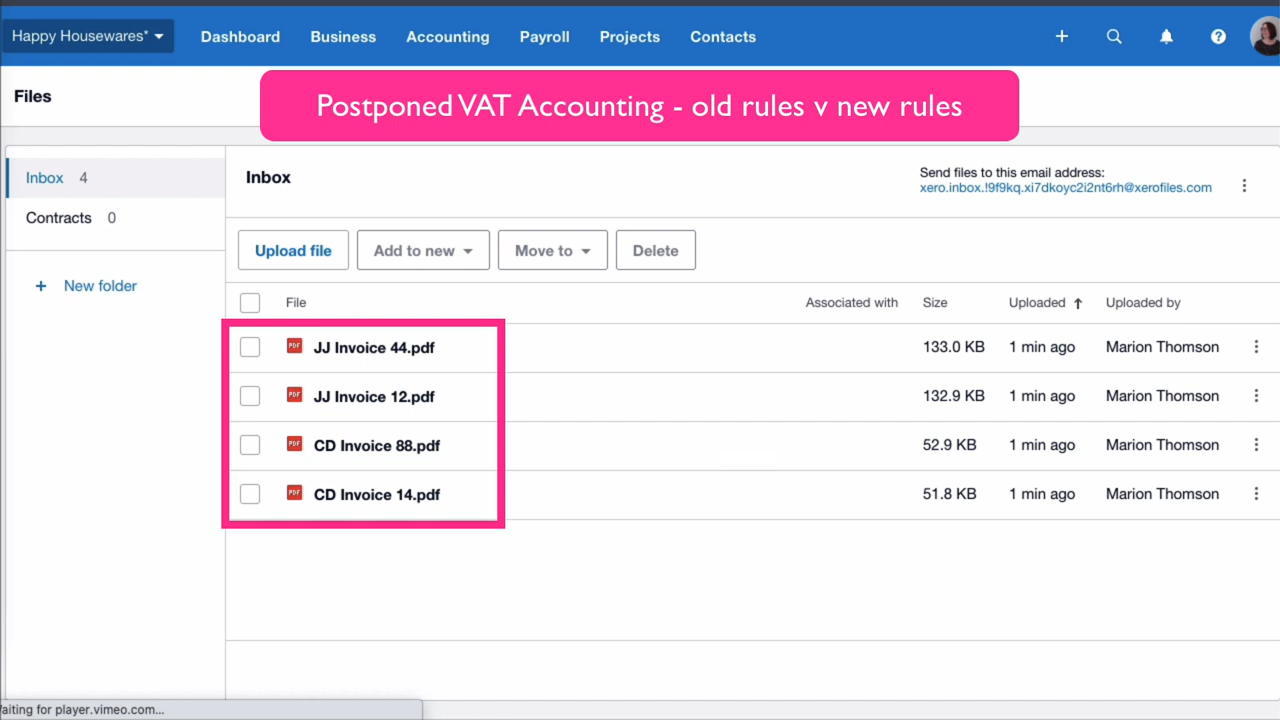 Happy Housewares*
Dashboard
Business
Accounting
Payroll
Projects
Contacts
Files
Postponed VAT Accounting - old rules v new rules
Inbox 4
Contracts 0
+ New folder
Inbox
Send files to this email address:
xero.inbox.!9f9kq.xi7dkoyc2i2nt6rh@xerofiles.com
Upload file
Add to new
Move to
Delete
File Associated with Size Uploaded Uploaded by
PDF JJ Invoice 44.pdf 133.0 KB 1 min ago Marion Thomson
PDF JJ Invoice 12.pdf 132.9 KB 1 min ago Marion Thomson
PDF CD Invoice 88.pdf 52.9 KB 1 min ago Marion Thomson
PDF CD Invoice 14.pdf 51.8 KB 1 min ago Marion Thomson
aiting for player.vimeo.com...